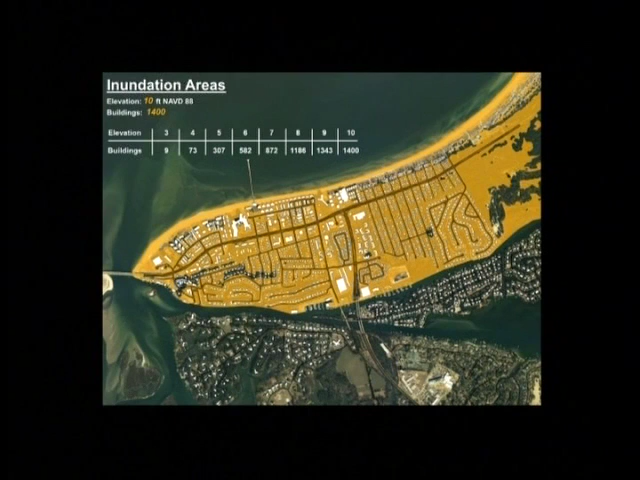 Inundation Areas
Elevation: 10 ft NAVD 88
Buildings: 1400
Elevation 3 4 5 6 7 8 9 10
Buildings 9 73 307 582 872 1186 1343 1400